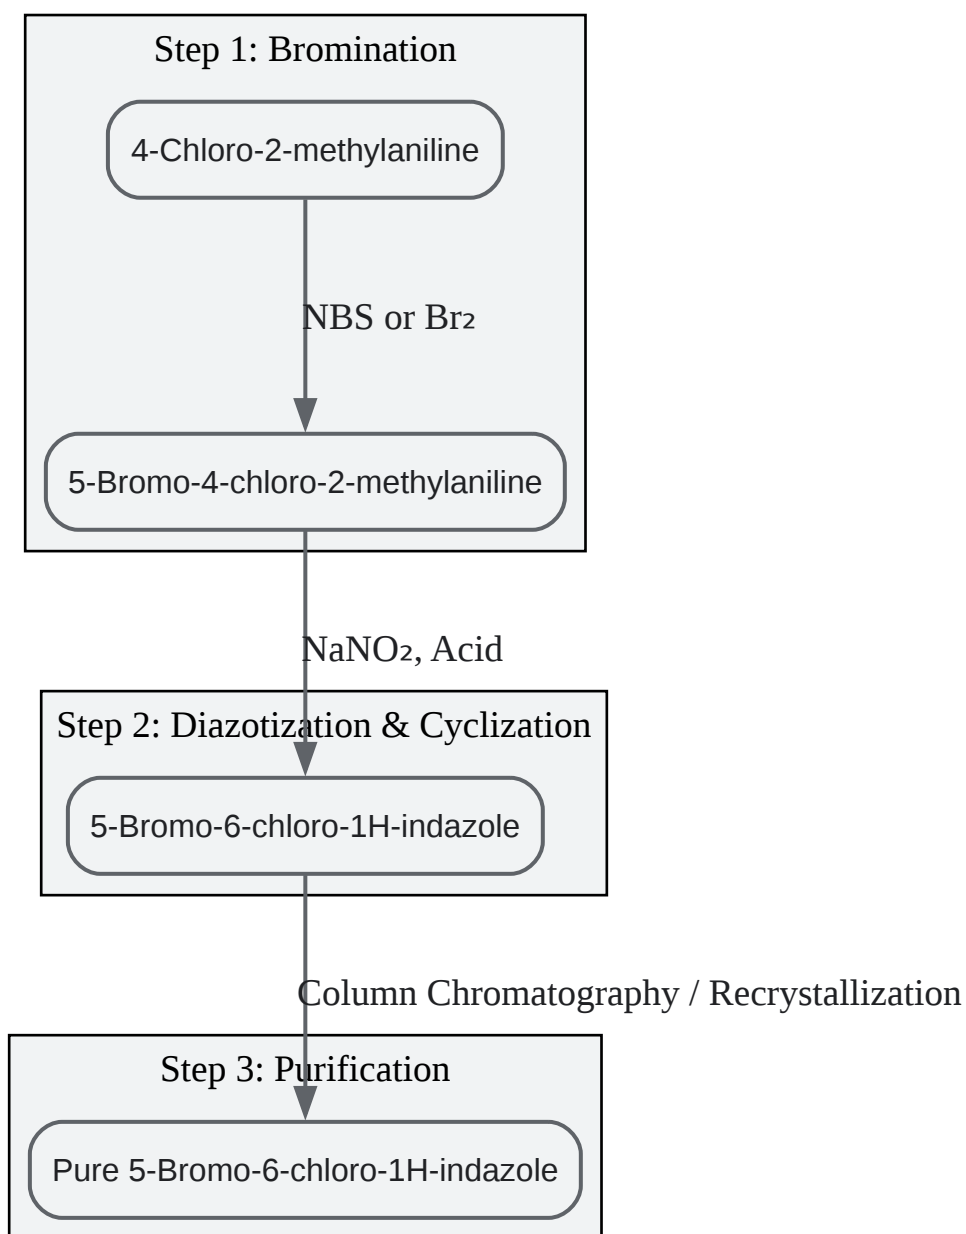 Step 1: Bromination
4-Chloro-2-methylaniline
NBS or Br₂
5-Bromo-4-chloro-2-methylaniline
NaNO₂, Acid
Step 2: Diazotization & Cyclization
5-Bromo-6-chloro-1H-indazole
Column Chromatography / Recrystallization
Step 3: Purification
Pure 5-Bromo-6-chloro-1H-indazole